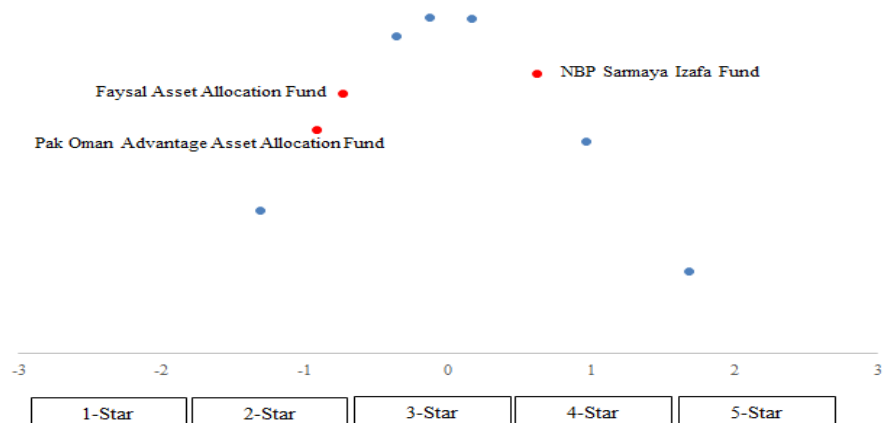 NBP Sarmaya Izafa Fund
Faysal Asset Allocation Fund
Pak Oman Advantage Asset Allocation Fund
-3 -2 -1 0 1 2 3
1-Star 2-Star 3-Star 4-Star 5-Star